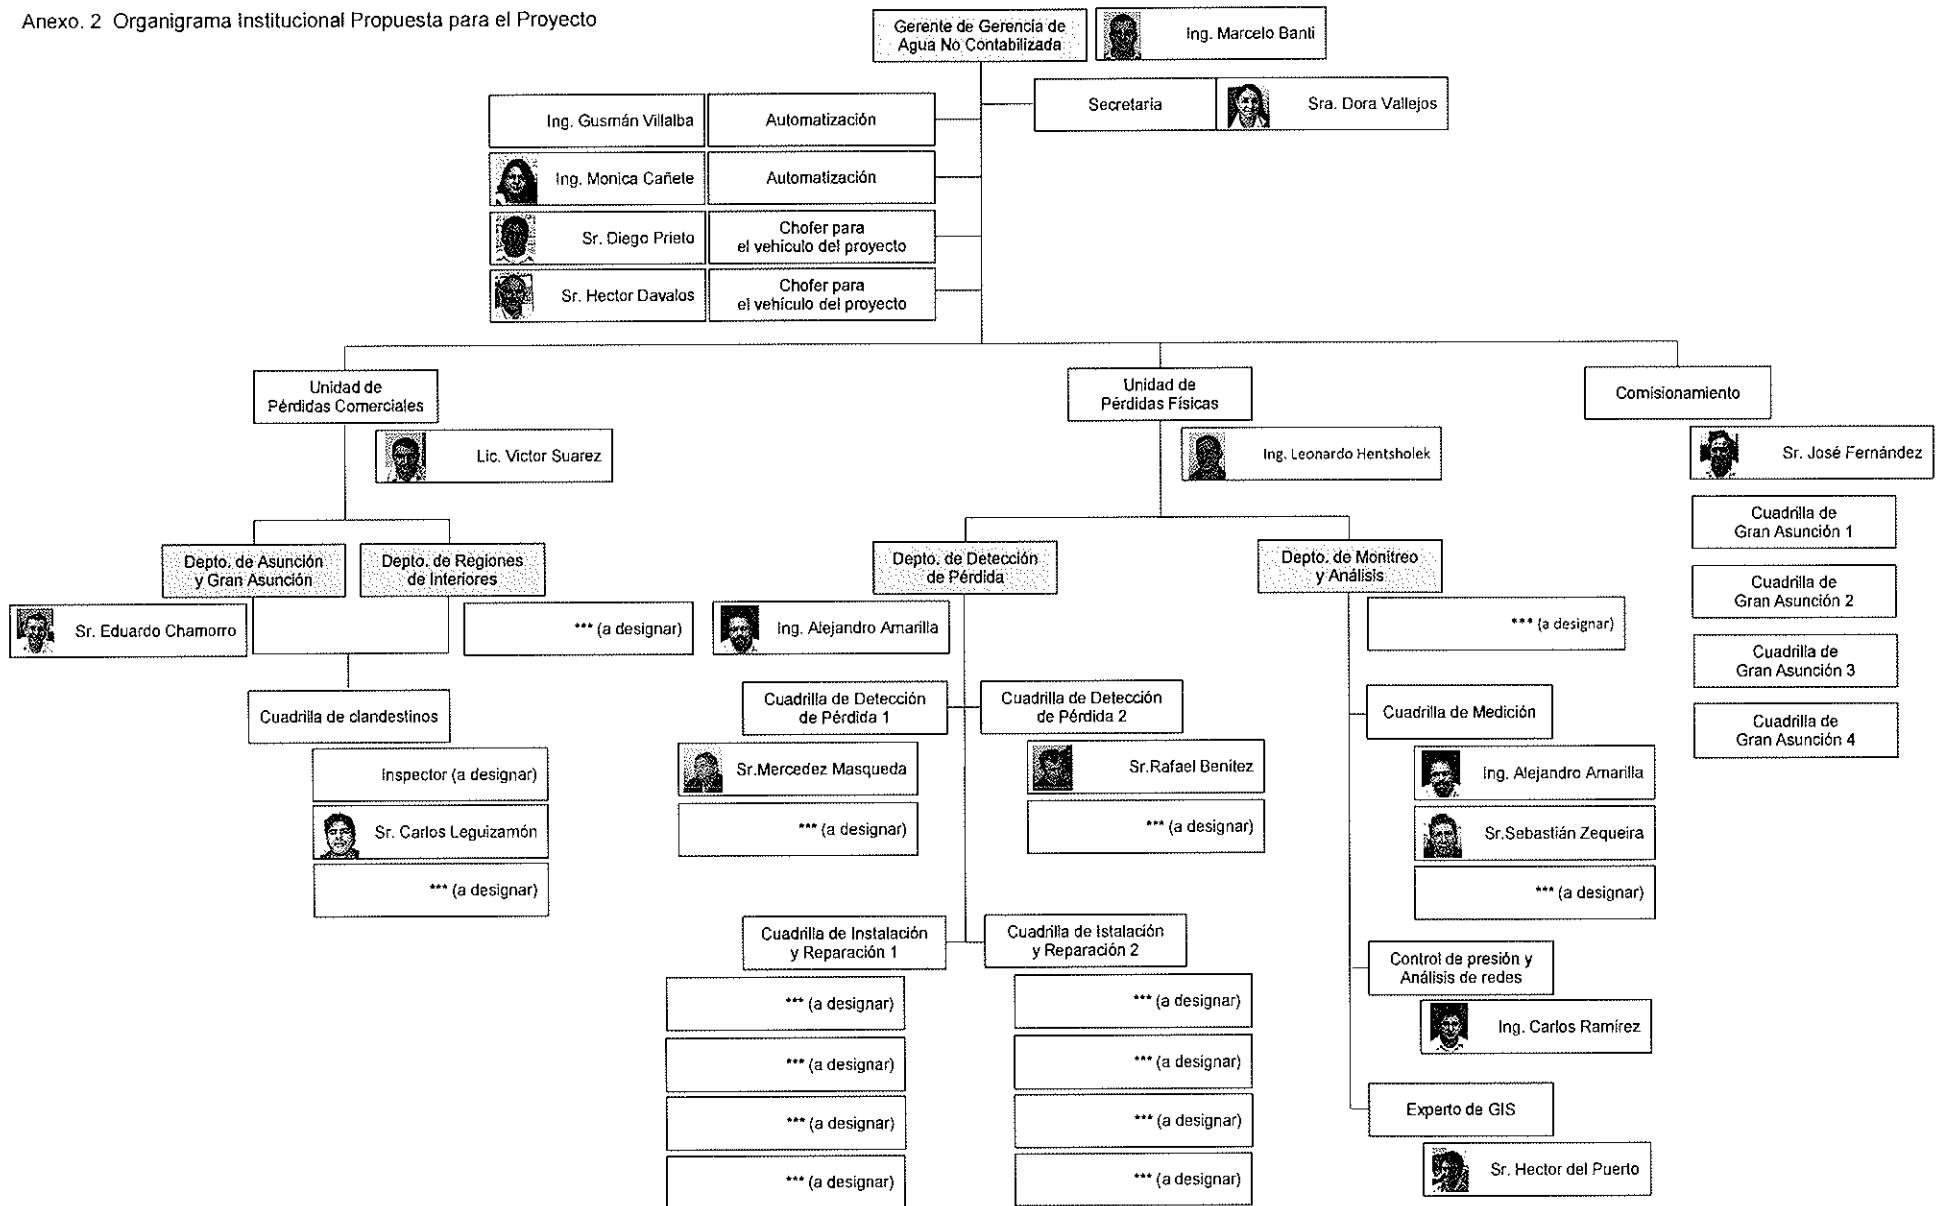 Anexo. 2 Organigrama Institucional Propuesta para el Proyecto
Gerente de Gerencia de
Agua No Contabilizada
Ing. Marcelo Banti
Secretaria
Sra. Dora Vallejos
Ing. Gusmán Villalba
Automatización
Ing. Monica Cañete
Automatización
Sr. Diego Prieto
Chofer para
el vehículo del proyecto
Sr. Hector Davalos
Chofer para
el vehículo del proyecto
Unidad de
Pérdidas Comerciales
Lic. Victor Suarez
Unidad de
Pérdidas Físicas
Ing. Leonardo Hentsholek
Comisionamiento
Sr. José Fernández
Cuadrilla de
Gran Asunción 1
Cuadrilla de
Gran Asunción 2
Cuadrilla de
Gran Asunción 3
Cuadrilla de
Gran Asunción 4
Depto. de Asunción
y Gran Asunción
Sr. Eduardo Chamorro
Depto. de Regiones
de Interiores
*** (a designar)
Cuadrilla de clandestinos
Inspector (a designar)
Sr. Carlos Leguizamón
*** (a designar)
Depto. de Detección
de Pérdida
Ing. Alejandro Amarilla
Cuadrilla de Detección
de Pérdida 1
Sr.Mercedez Masqueda
*** (a designar)
Cuadrilla de Detección
de Pérdida 2
Sr.Rafael Benítez
*** (a designar)
Cuadrilla de Instalación
y Reparación 1
*** (a designar)
*** (a designar)
*** (a designar)
*** (a designar)
Cuadrilla de Istalación
y Reparación 2
*** (a designar)
*** (a designar)
*** (a designar)
*** (a designar)
Depto. de Monitreo
y Análisis
*** (a designar)
Cuadrilla de Medición
Ing. Alejandro Amarilla
Sr.Sebastián Zequeira
*** (a designar)
Control de presión y
Análisis de redes
Ing. Carlos Ramírez
Experto de GIS
Sr. Hector del Puerto